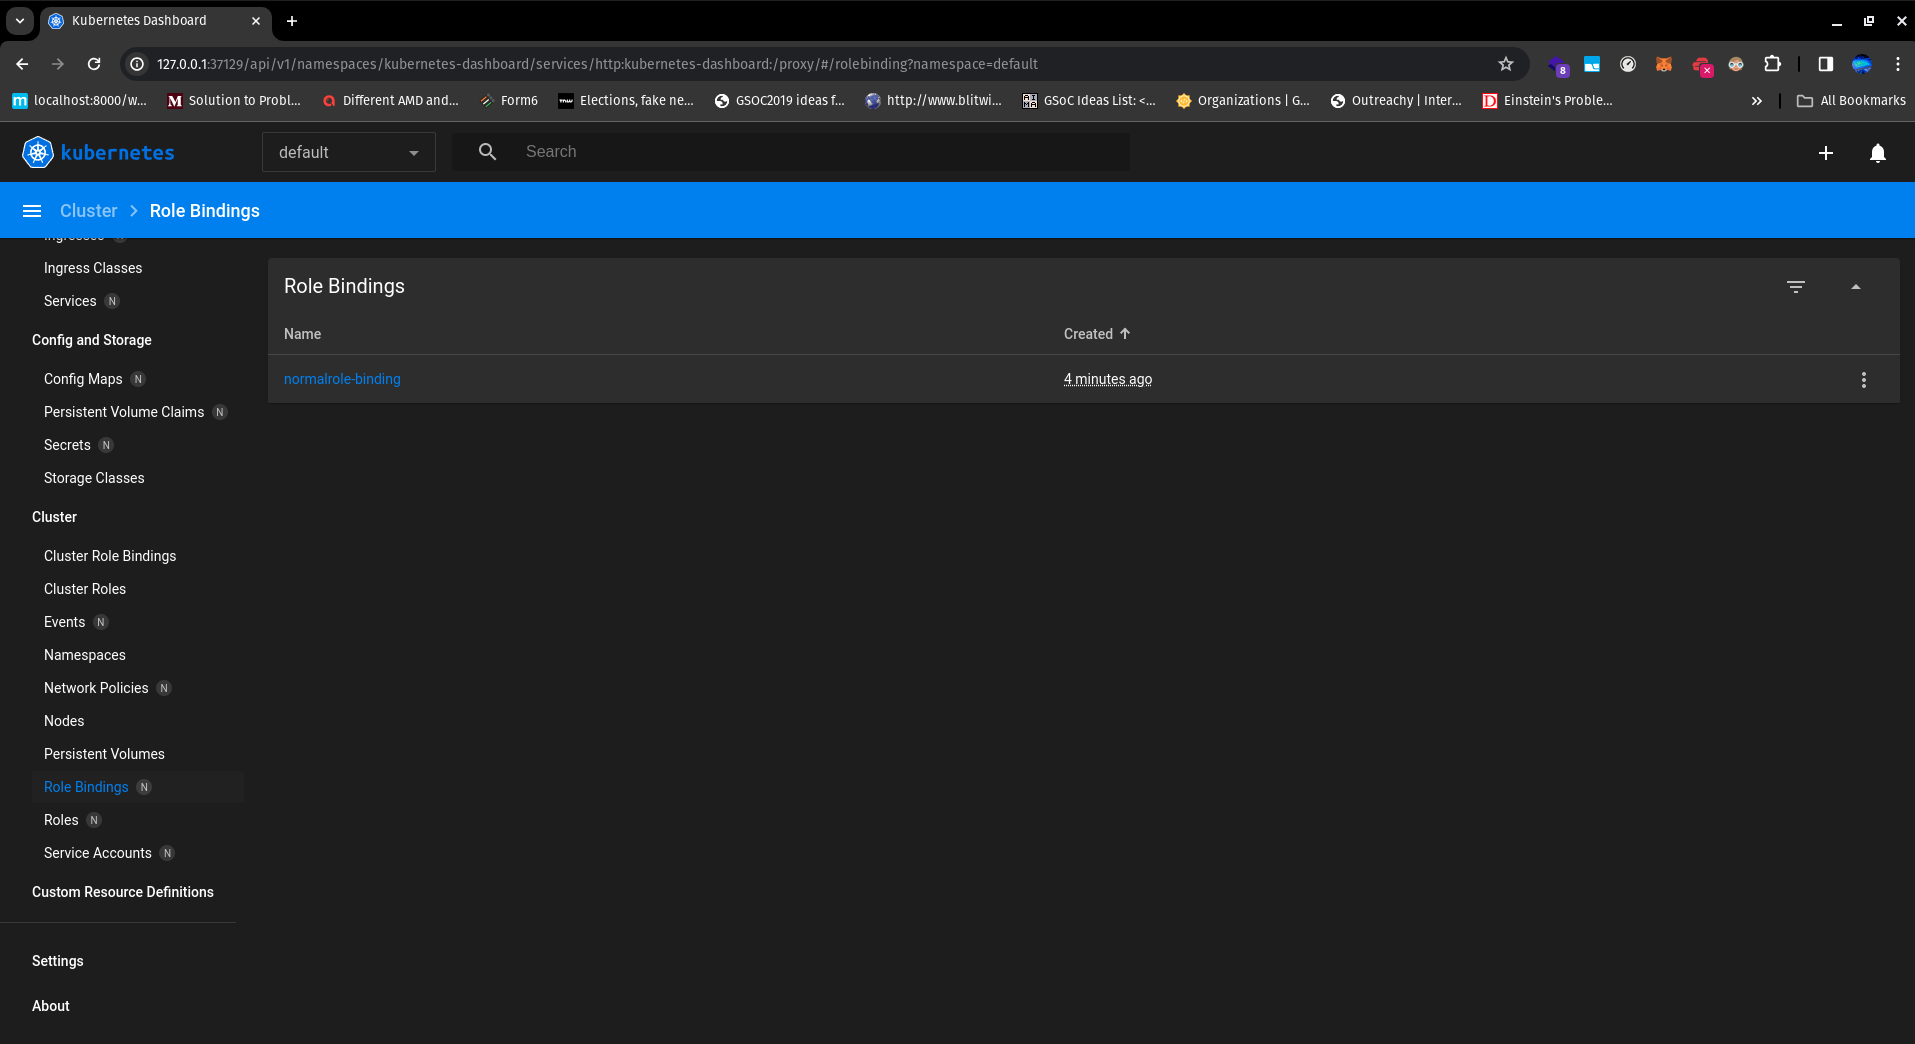 Kubernetes Dashboard
127.0.0.1:37129/api/v1/namespaces/kubernetes-dashboard/services/http:kubernetes-dashboard:/proxy/#/rolebinding?namespace=default
8
localhost:8000/w... M Solution to Probl... Different AMD and... Form6 TNW Elections, fake ne... GSOC2019 ideas f... http://www.blitwi... GSoC Ideas List: <... Organizations | G... Outreachy | Inter... D Einstein's Proble... » All Bookmarks
kubernetes default Search
Cluster > Role Bindings
Ingresses
Ingress Classes
Services N
Config and Storage
Config Maps N
Persistent Volume Claims N
Secrets N
Storage Classes
Cluster
Cluster Role Bindings
Cluster Roles
Events N
Namespaces
Network Policies N
Nodes
Persistent Volumes
Role Bindings N
Roles N
Service Accounts N
Custom Resource Definitions
Settings
About
Role Bindings
Name Created
normalrole-binding 4 minutes ago